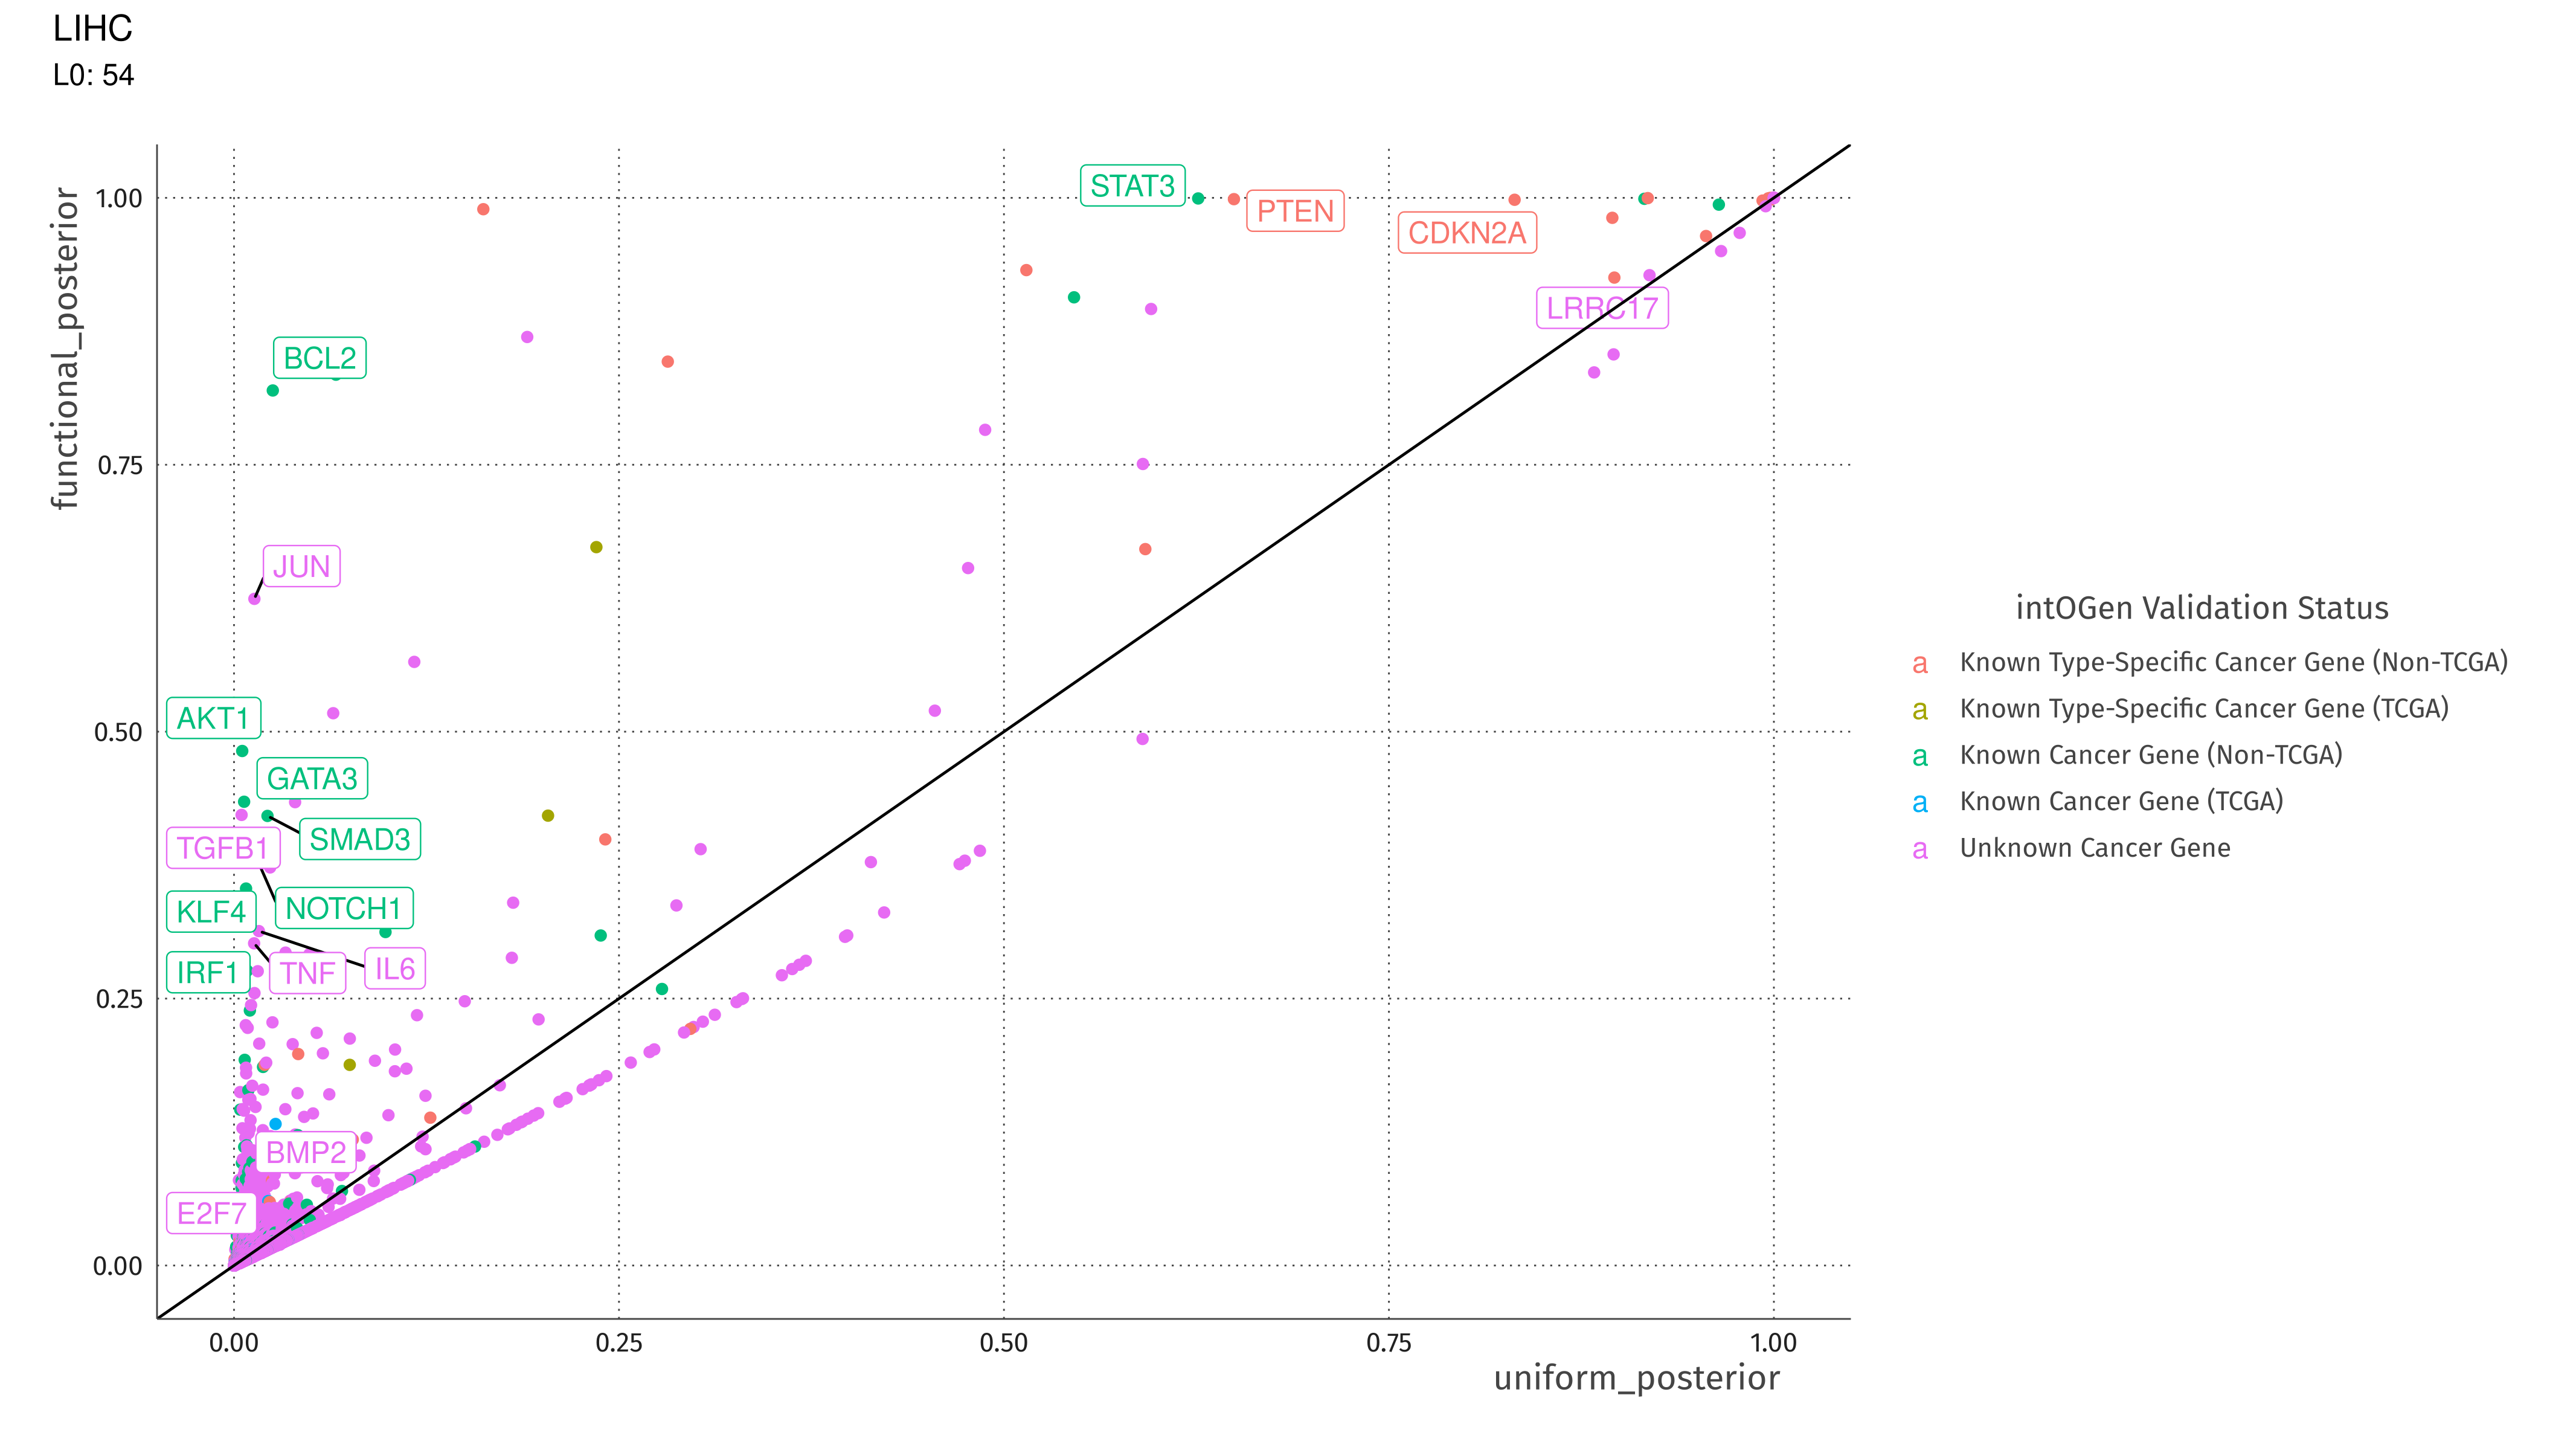 LIHC
L0: 54
functional_posterior
1.00
0.75
0.50
0.25
0.00
STAT3
PTEN
CDKN2A
LRRC17
BCL2
JUN
AKT1
GATA3
SMAD3
TGFB1
NOTCH1
KLF4
IL6
TNF
IRF1
BMP2
E2F7
0.00
0.25
0.50
0.75
1.00
uniform_posterior
intOGen Validation Status
a Known Type-Specific Cancer Gene (Non-TCGA)
a Known Type-Specific Cancer Gene (TCGA)
a Known Cancer Gene (Non-TCGA)
a Known Cancer Gene (TCGA)
a Unknown Cancer Gene